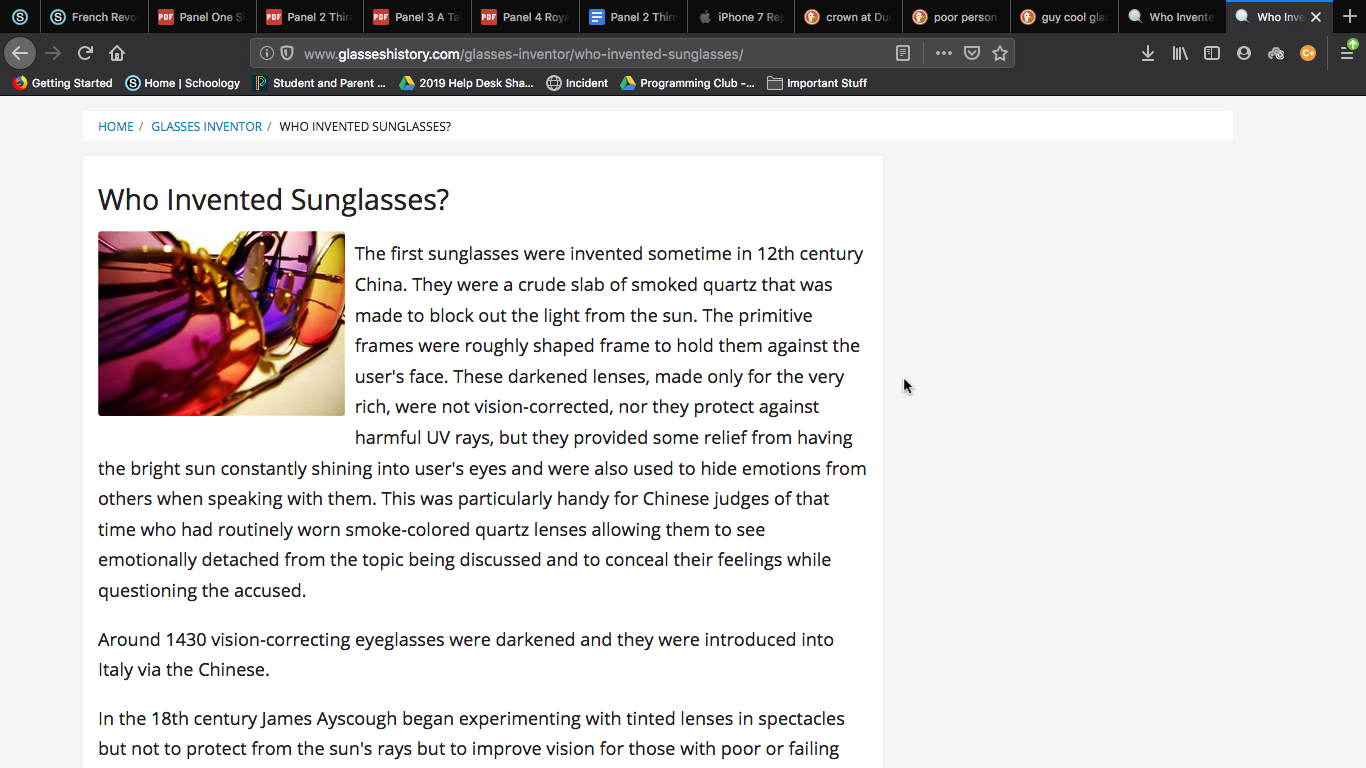 French Revo
Panel One S
Panel 2 Thir
Panel 3 A Ta
Panel 4 Roy
Panel 2 Thir
iPhone 7 Rep
crown at Du
poor person
guy cool gla
Who Invente
Who Inve
www.glasseshistory.com/glasses-inventor/who-invented-sunglasses/
Getting Started
Home | Schoology
Student and Parent ...
2019 Help Desk Sha...
Incident
Programming Club -...
Important Stuff
HOME / GLASSES INVENTOR / WHO INVENTED SUNGLASSES?
Who Invented Sunglasses?
The first sunglasses were invented sometime in 12th century
China. They were a crude slab of smoked quartz that was
made to block out the light from the sun. The primitive
frames were roughly shaped frame to hold them against the
user's face. These darkened lenses, made only for the very
rich, were not vision-corrected, nor they protect against
harmful UV rays, but they provided some relief from having
the bright sun constantly shining into user's eyes and were also used to hide emotions from
others when speaking with them. This was particularly handy for Chinese judges of that
time who had routinely worn smoke-colored quartz lenses allowing them to see
emotionally detached from the topic being discussed and to conceal their feelings while
questioning the accused.
Around 1430 vision-correcting eyeglasses were darkened and they were introduced into
Italy via the Chinese.
In the 18th century James Ayscough began experimenting with tinted lenses in spectacles
but not to protect from the sun's rays but to improve vision for those with poor or failing